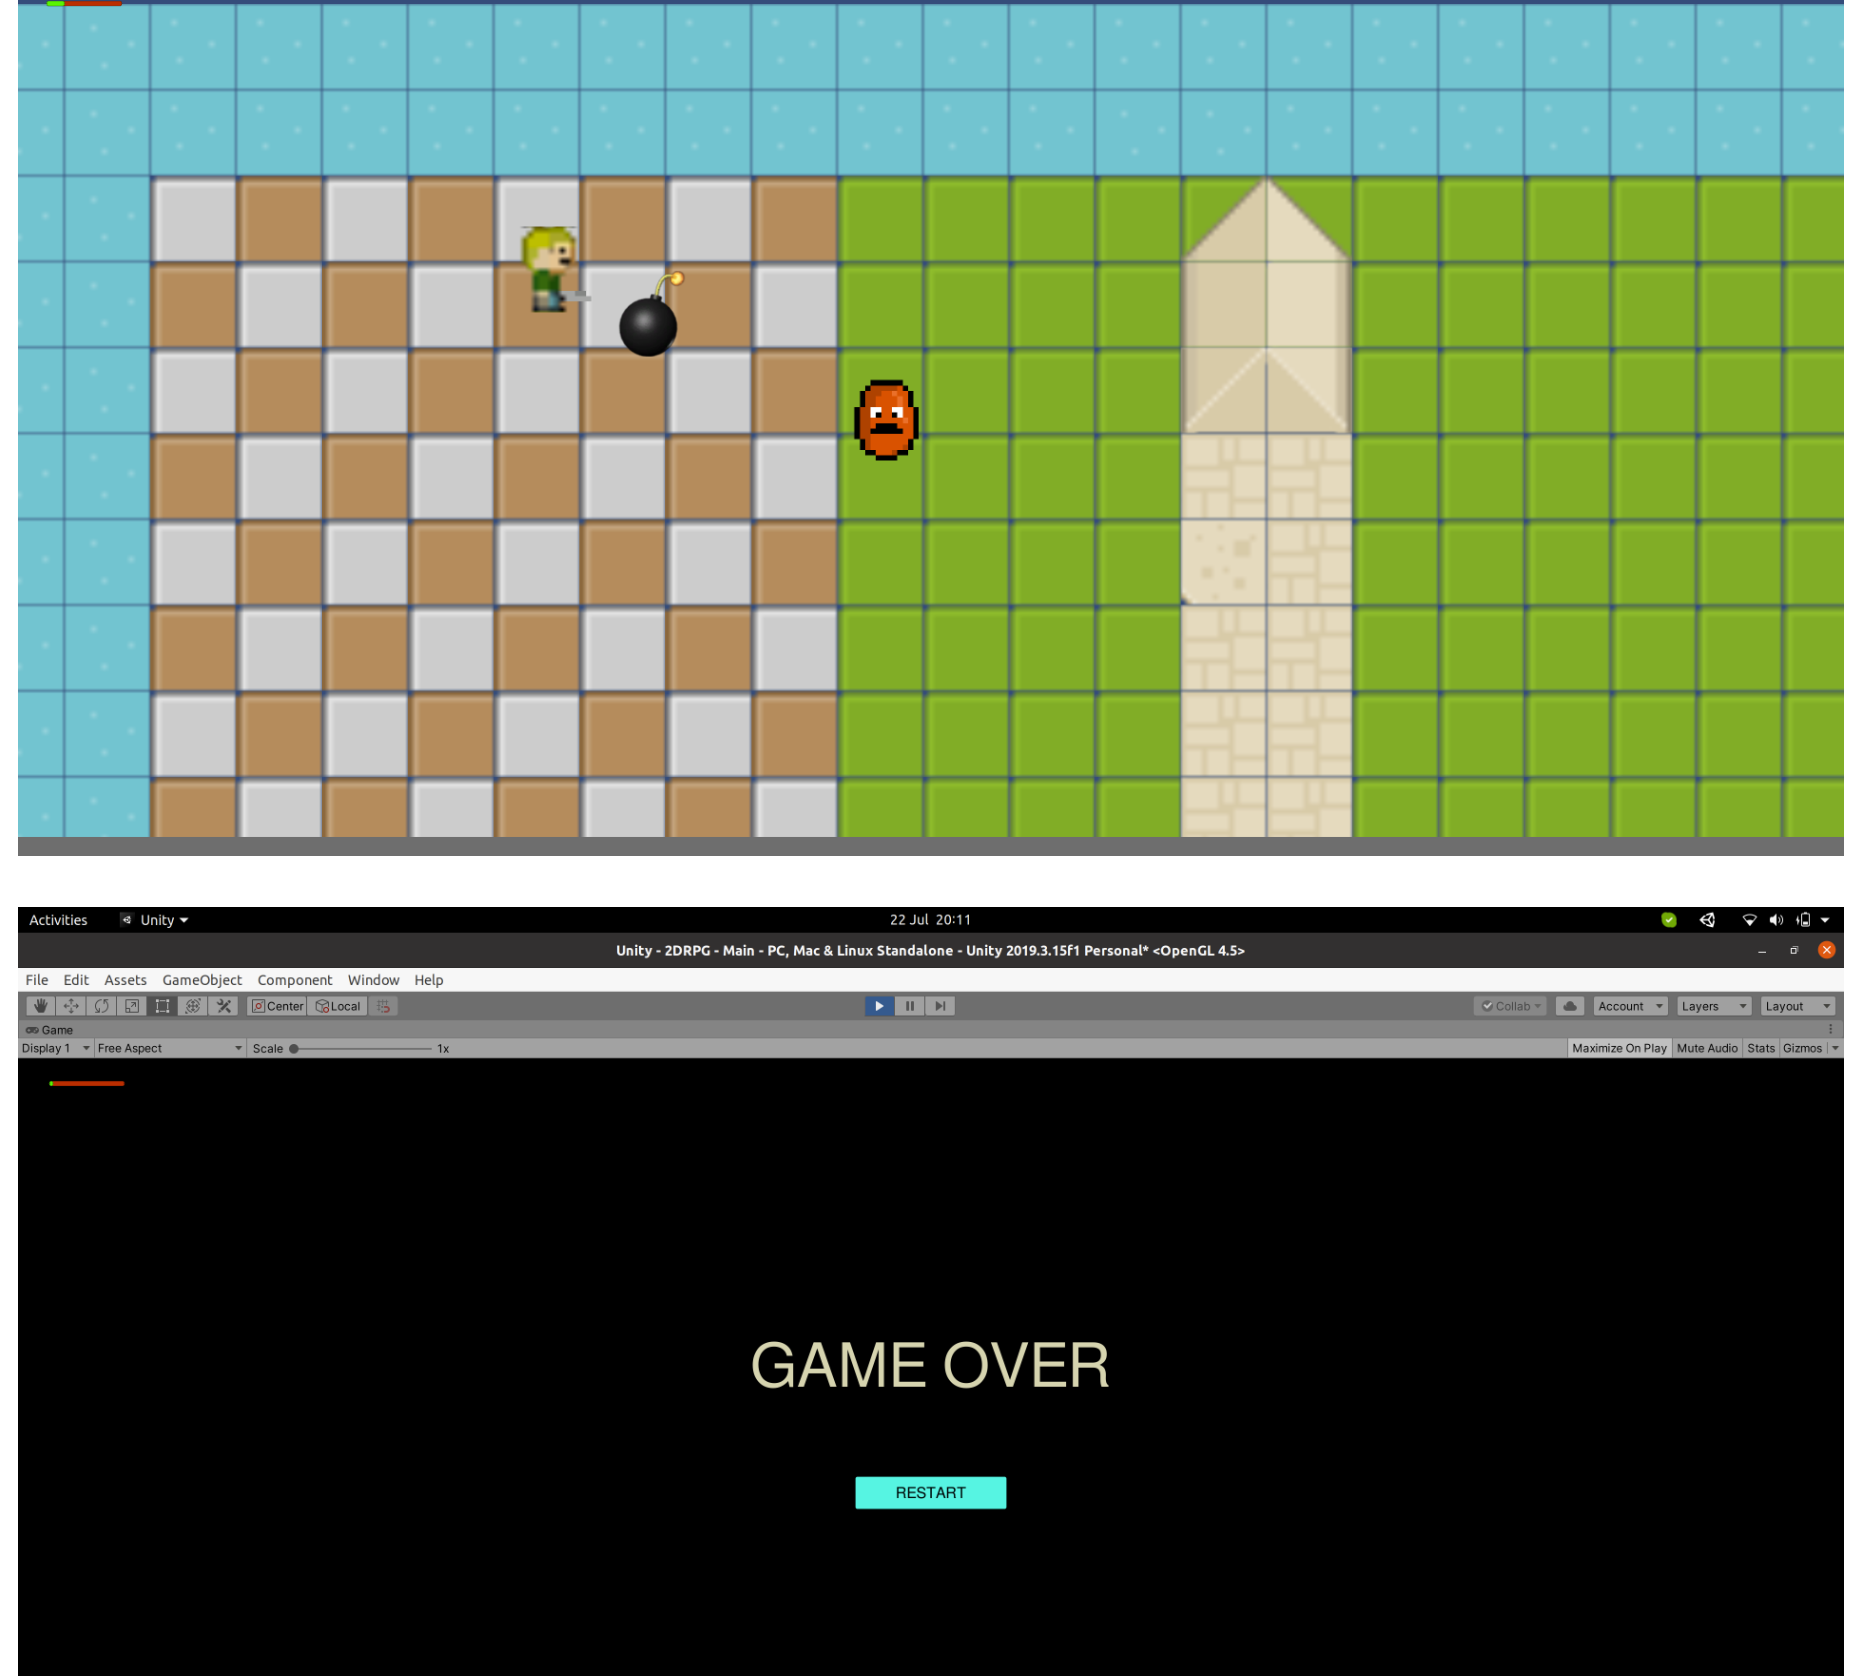 Activities Unity 22 Jul 20:11
Unity - 2DRPG - Main - PC, Mac & Linux Standalone - Unity 2019.3.15f1 Personal* <OpenGL 4.5>
File Edit Assets GameObject Component Window Help
Center Local Collab Account Layers Layout
Game
Display 1 Free Aspect Scale 1x Maximize On Play Mute Audio Stats Gizmos
GAME OVER
RESTART